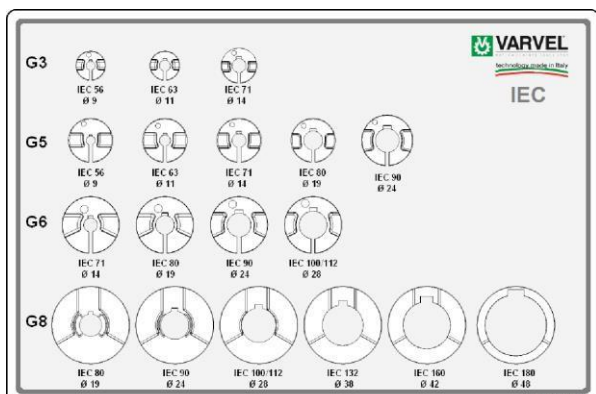 VARVEL
technology made in Italy
IEC
G3
IEC 56 IEC 63 IEC 71
Ø 9 Ø 11 Ø 14
G5
IEC 56 IEC 63 IEC 71 IEC 80 IEC 90
Ø 9 Ø 11 Ø 14 Ø 19 Ø 24
G6
IEC 71 IEC 80 IEC 90 IEC 100/112
Ø 14 Ø 19 Ø 24 Ø 28
G8
IEC 80 IEC 90 IEC 100/112 IEC 132 IEC 160 IEC 180
Ø 19 Ø 24 Ø 28 Ø 38 Ø 42 Ø 48